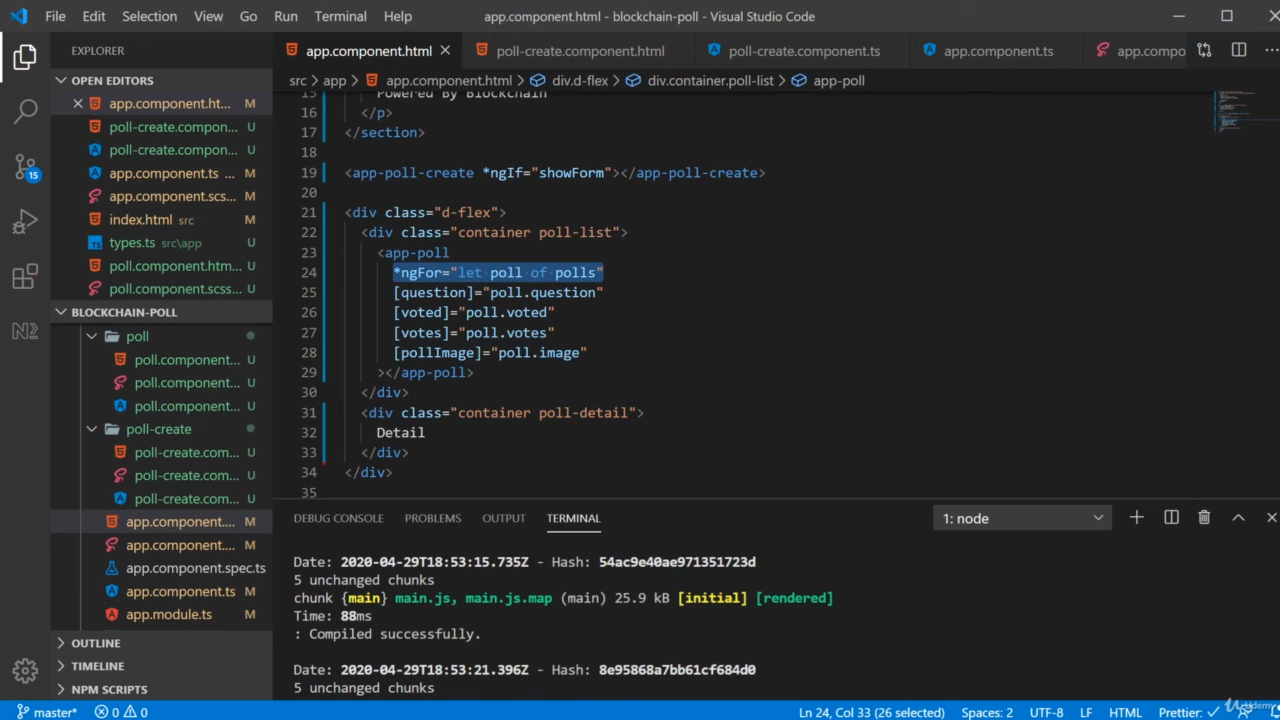 File Edit Selection View Go Run Terminal Help app.component.html - blockchain-poll - Visual Studio Code
EXPLORER
OPEN EDITORS
app.component.ht... M
poll-create.compon... U
poll-create.compon... U
app.component.ts ... M
app.component.scs... M
index.html src M
types.ts src\app U
poll.component.htm... U
poll.component.scss... U
BLOCKCHAIN-POLL
poll
poll.component... U
poll.component... U
poll.component... U
poll-create
poll-create.com... U
poll-create.com... U
poll-create.com... U
app.component.... M
app.component.... M
app.component.spec.ts
app.component.ts M
app.module.ts M
OUTLINE
TIMELINE
NPM SCRIPTS
15
app.component.html poll-create.component.html poll-create.component.ts app.component.ts app.compo
src > app > app.component.html > div.d-flex > div.container.poll-list > app-poll
15 Powered By Blockchain
16 </p>
17 </section>
18
19 <app-poll-create *ngIf="showForm"></app-poll-create>
20
21 <div class="d-flex">
22 <div class="container poll-list">
23 <app-poll
24 *ngFor="let poll of polls"
25 [question]="poll.question"
26 [voted]="poll.voted"
27 [votes]="poll.votes"
28 [pollImage]="poll.image"
29 ></app-poll>
30 </div>
31 <div class="container poll-detail">
32 Detail
33 </div>
34 </div>
35
DEBUG CONSOLE PROBLEMS OUTPUT TERMINAL 1: node
Date: 2020-04-29T18:53:15.735Z - Hash: 54ac9e40ae971351723d
5 unchanged chunks
chunk {main} main.js, main.js.map (main) 25.9 kB [initial] [rendered]
Time: 88ms
: Compiled successfully.
Date: 2020-04-29T18:53:21.396Z - Hash: 8e95868a7bb61cf684d0
5 unchanged chunks
master* 0 0 Ln 24, Col 33 (26 selected) Spaces: 2 UTF-8 LF HTML Prettier: ✓
Udemy